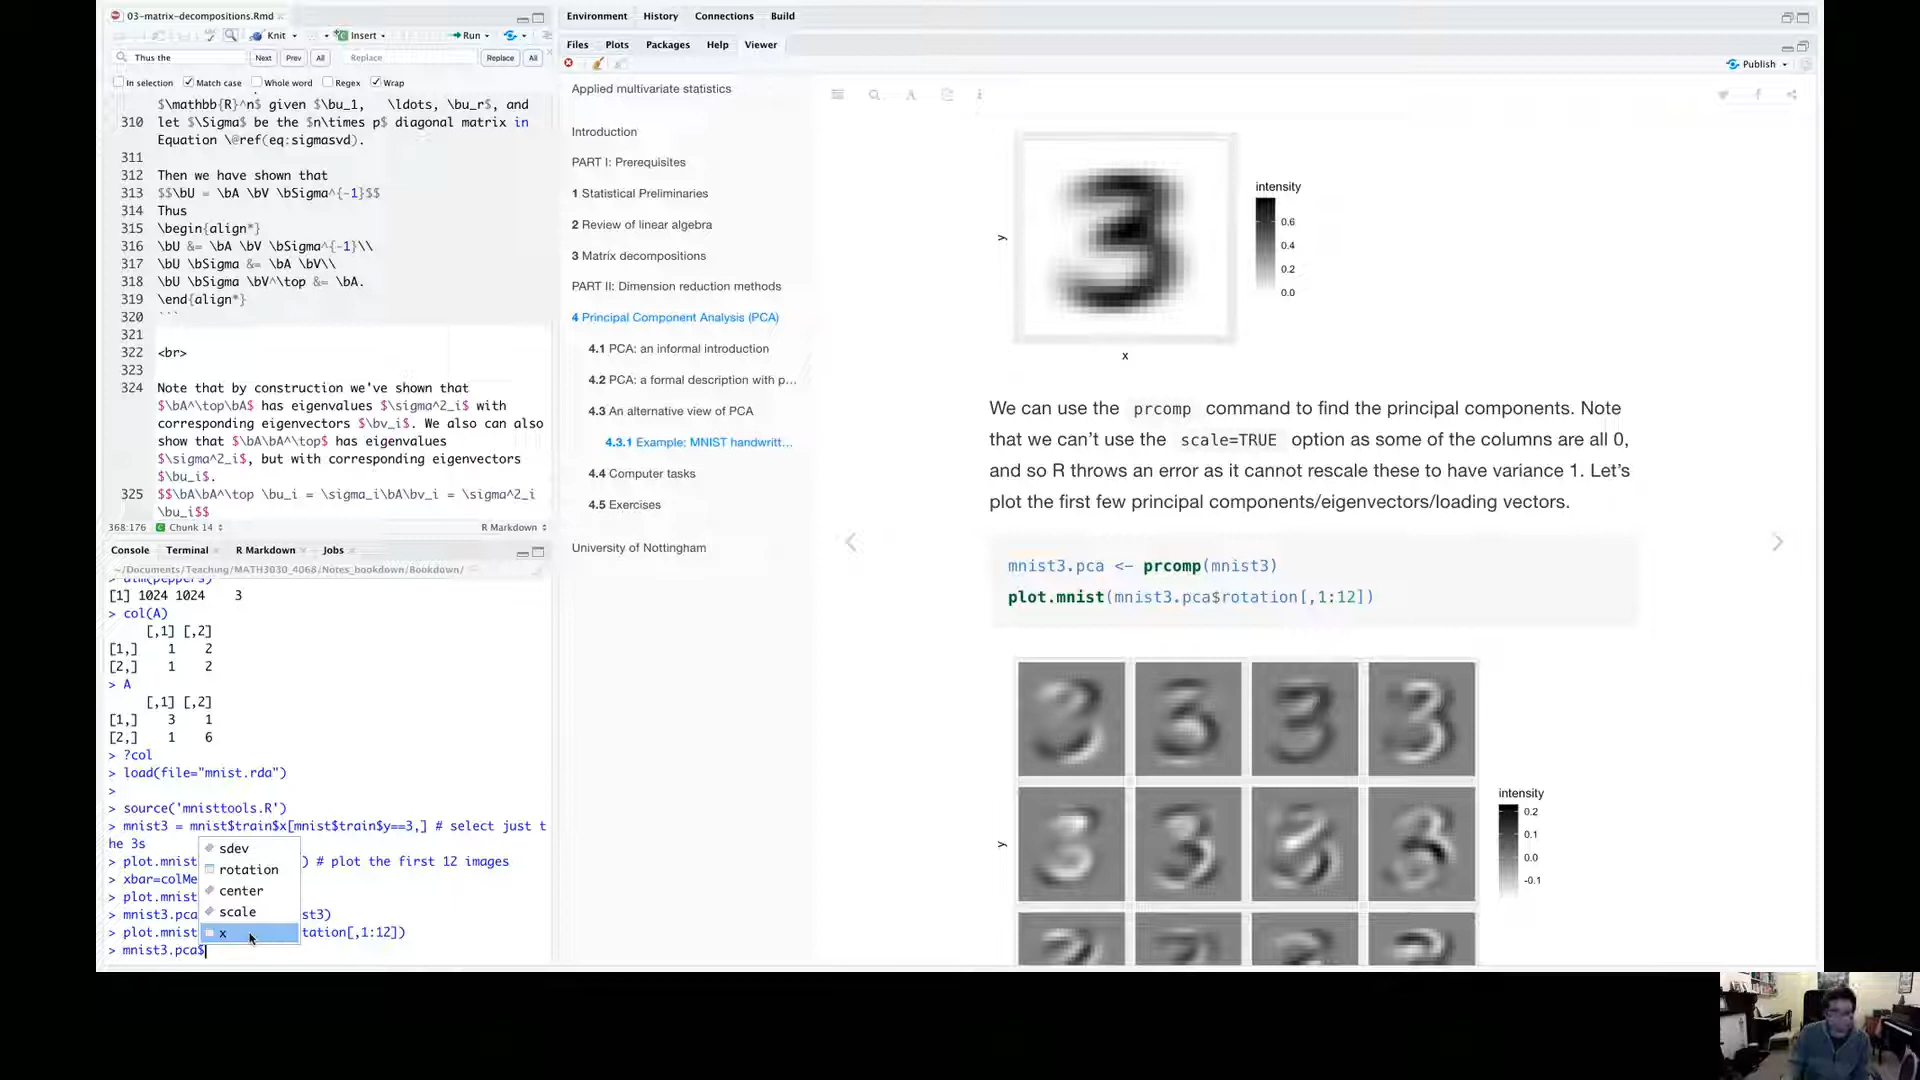 03-matrix-decompositions.Rmd
Knit
Insert
Run
Thus the
Next
Prev
All
Replace
Replace
All
In selection
Match case
Whole word
Regex
Wrap
$\mathbb{R}^n$ given $\bu_1, \ldots, \bu_r$, and
310 let $\Sigma$ be the $n\times p$ diagonal matrix in
Equation \@ref(eq:sigmasvd).
311
312 Then we have shown that
313 $$\bU = \bA \bV \bSigma^{-1}$$
314 Thus
315 \begin{align*}
316 \bU &= \bA \bV \bSigma^{-1}\\
317 \bU \bSigma &= \bA \bV\\
318 \bU \bSigma \bV^\top &= \bA.
319 \end{align*}
320 ```
321
322 <br>
323
324 Note that by construction we've shown that
$\bA^\top\bA$ has eigenvalues $\sigma^2_i$ with
corresponding eigenvectors $\bv_i$. We also can also
show that $\bA\bA^\top$ has eigenvalues
$\sigma^2_i$, but with corresponding eigenvectors
$\bu_i$.
325 $$\bA\bA^\top \bu_i = \sigma_i\bA\bv_i = \sigma^2_i
\bu_i$$
368:176 Chunk 14 R Markdown
Console Terminal R Markdown Jobs
~/Documents/Teaching/MATH3030_4068/Notes_bookdown/Bookdown/
> dim(peppers)
[1] 1024 1024 3
> col(A)
[,1] [,2]
[1,] 1 2
[2,] 1 2
> A
[,1] [,2]
[1,] 3 1
[2,] 1 6
> ?col
> load(file="mnist.rda")
>
> source('mnisttools.R')
> mnist3 = mnist$train$x[mnist$train$y==3,] # select just t
he 3s
> plot.mnist ) # plot the first 12 images
> xbar=colMe
> plot.mnist
> mnist3.pca st3)
> plot.mnist tation[,1:12])
> mnist3.pca$
sdev
rotation
center
scale
x
Environment History Connections Build
Files Plots Packages Help Viewer
Publish
Applied multivariate statistics
Introduction
PART I: Prerequisites
1 Statistical Preliminaries
2 Review of linear algebra
3 Matrix decompositions
PART II: Dimension reduction methods
4 Principal Component Analysis (PCA)
4.1 PCA: an informal introduction
4.2 PCA: a formal description with p...
4.3 An alternative view of PCA
4.3.1 Example: MNIST handwritt...
4.4 Computer tasks
4.5 Exercises
University of Nottingham
y
x
intensity
0.6
0.4
0.2
0.0
We can use the prcomp command to find the principal components. Note
that we can't use the scale=TRUE option as some of the columns are all 0,
and so R throws an error as it cannot rescale these to have variance 1. Let's
plot the first few principal components/eigenvectors/loading vectors.
mnist3.pca <- prcomp(mnist3)
plot.mnist(mnist3.pca$rotation[,1:12])
y
intensity
0.2
0.1
0.0
-0.1